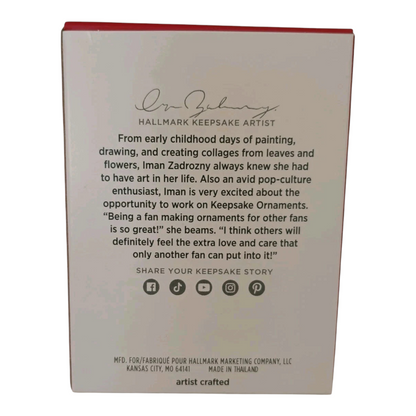 HALLMARK KEEPSAKE ARTIST
From early childhood days of painting,
drawing, and creating collages from leaves and
flowers, Iman Zadrozny always knew she had
to have art in her life. Also an avid pop-culture
enthusiast, Iman is very excited about the
opportunity to work on Keepsake Ornaments.
“Being a fan making ornaments for other fans
is so great!” she beams. “I think others will
definitely feel the extra love and care that
only another fan can put into it!”
SHARE YOUR KEEPSAKE STORY
MFD. FOR/FABRIQUÉ POUR HALLMARK MARKETING COMPANY, LLC
KANSAS CITY, MO 64141 MADE IN THAILAND
artist crafted